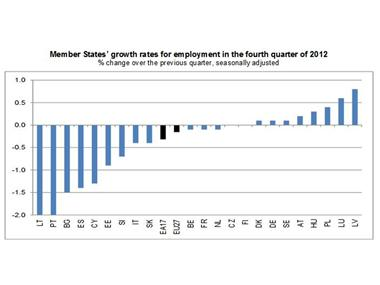 Member States' growth rates for employment in the fourth quarter of 2012
% change over the previous quarter, seasonally adjusted
1.0
0.5
0.0
-0.5
-1.0
-1.5
-2.0
LT PT BG ES CY EE SI IT SK EA17 EU27 BE FR NL CZ FI DK DE SE AT HU PL LU LV